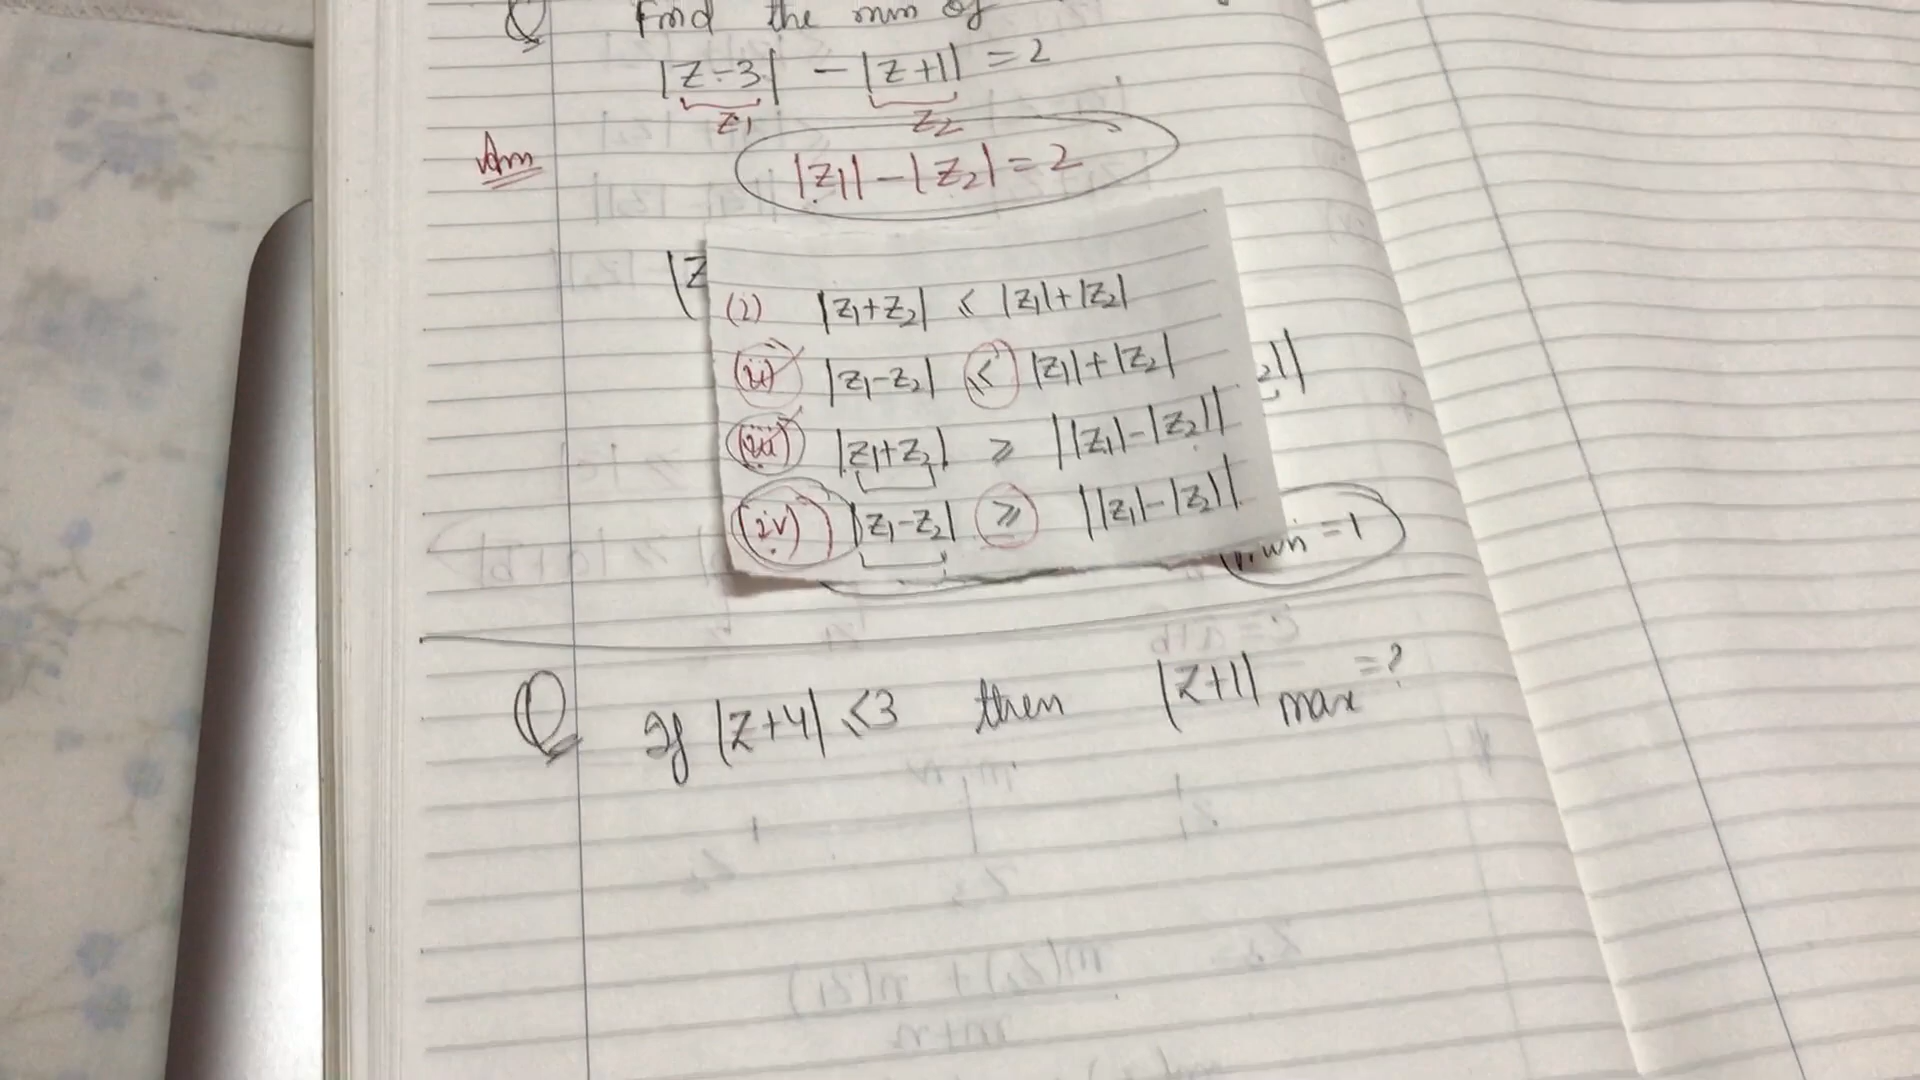 Q Find the min of
|z-3| - |z+1| = 2
z₁ z₂
Ans |z₁| - |z₂| = 2
|z
(i) |z₁+z₂| ≤ |z₁|+|z₂|
(ii) |z₁-z₂| ≤ |z₁|+|z₂|
(iii) |z₁+z₂| ≥ ||z₁|-|z₂||
(iv) |z₁-z₂| ≥ ||z₁|-|z₂||
z₂||
min = 1
Q If |z+4| ≤ 3 then |z+1| max = ?